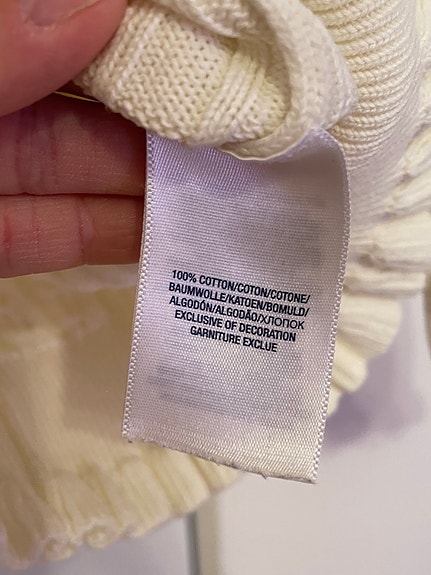 100% COTTON/COTON/COTONE/
BAUMWOLLE/KATOEN/BOMULD/
ALGODÓN/ALGODÃO/ХЛОПОК
EXCLUSIVE OF DECORATION
GARNITURE EXCLUE